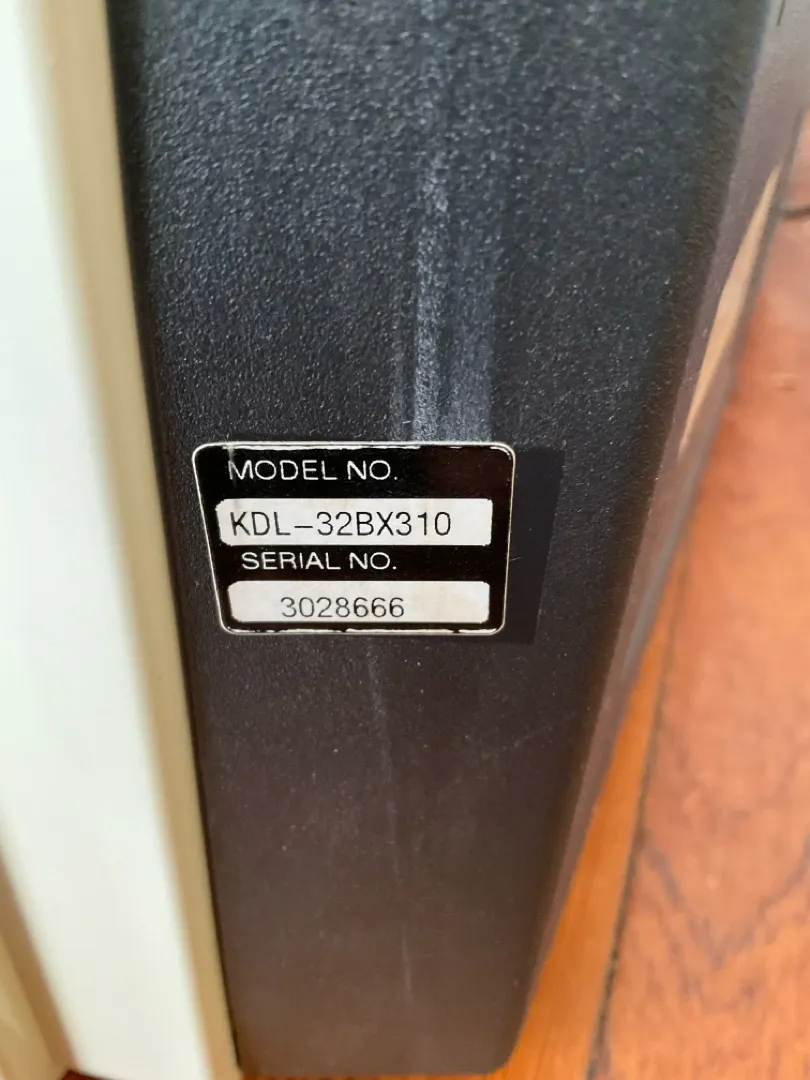 MODEL NO.
KDL-32BX310
SERIAL NO.
3028666